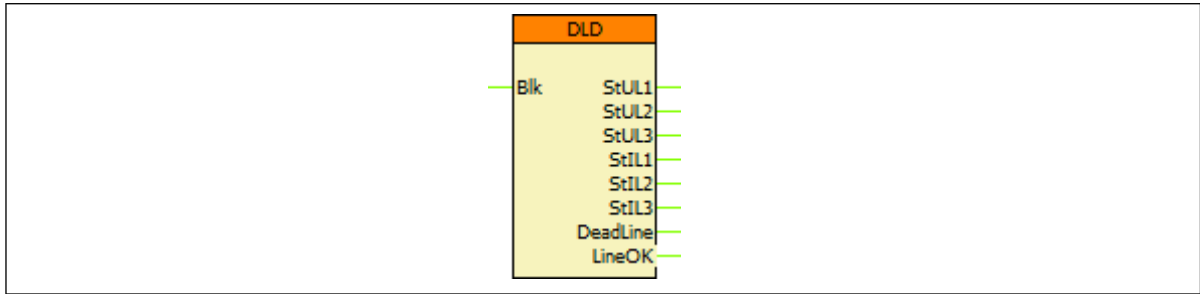 DLD
Blk StUL1
StUL2
StUL3
StIL1
StIL2
StIL3
DeadLine
LineOK